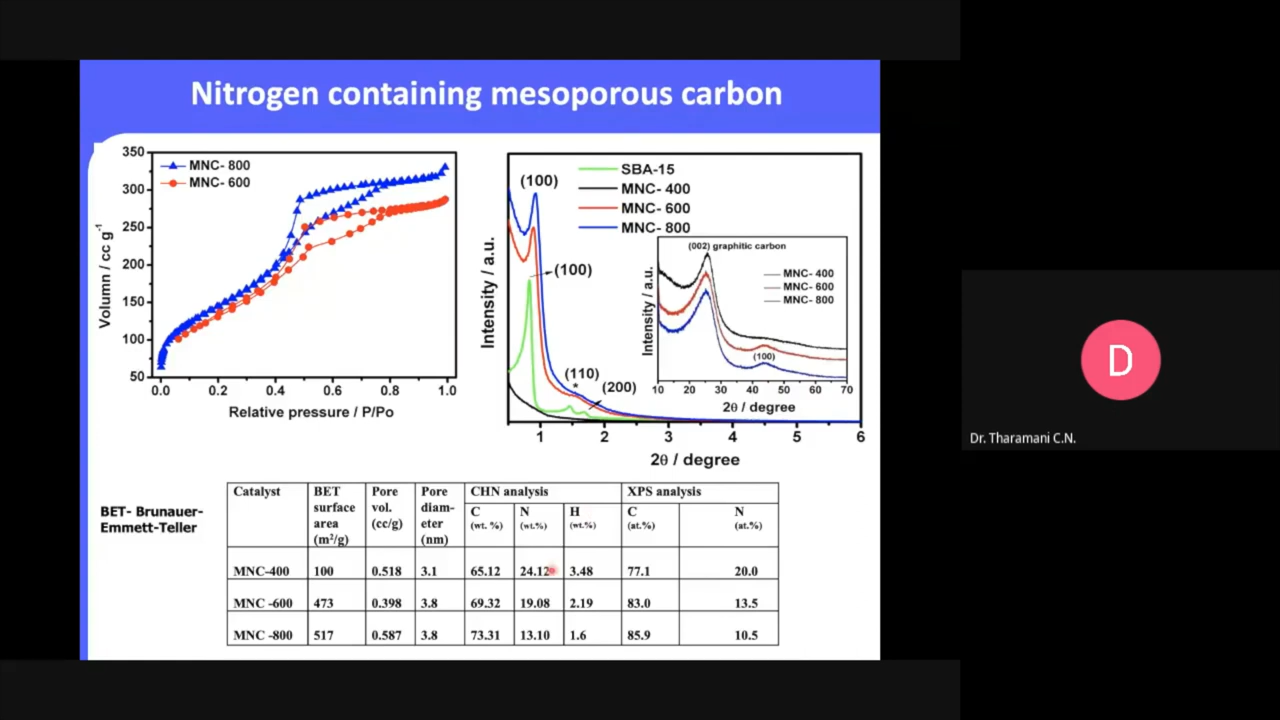 Nitrogen containing mesoporous carbon
350
300
250
200
150
100
50
MNC- 800
MNC- 600
Volumn / cc g⁻¹
0.0 0.2 0.4 0.6 0.8 1.0
Relative pressure / P/Po
SBA-15
MNC- 400
MNC- 600
MNC- 800
(100)
(100)
(110)
*
(200)
Intensity / a.u.
1 2 3 4 5 6
2θ / degree
(002) graphitic carbon
MNC- 400
MNC- 600
MNC- 800
(100)
Intensity / a.u.
10 20 30 40 50 60 70
2θ / degree
BET- Brunauer-
Emmett-Teller
Catalyst BET surface area (m²/g) Pore vol. (cc/g) Pore diam-eter (nm) CHN analysis XPS analysis
C (wt. %) N (wt.%) H (wt.%) C (at.%) N (at.%)
MNC-400 100 0.518 3.1 65.12 24.12 3.48 77.1 20.0
MNC -600 473 0.398 3.8 69.32 19.08 2.19 83.0 13.5
MNC -800 517 0.587 3.8 73.31 13.10 1.6 85.9 10.5
D
Dr. Tharamani C.N.